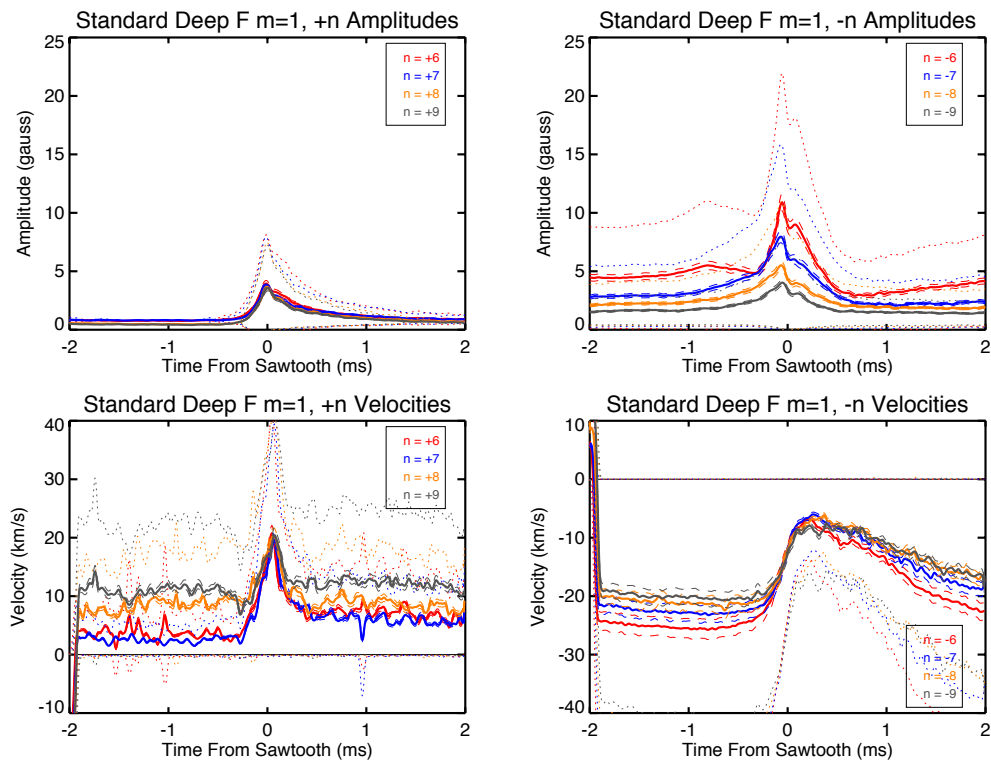 Standard Deep F m=1, +n Amplitudes
25
20
15
10
5
0
Amplitude (gauss)
n = +6
n = +7
n = +8
n = +9
-2 -1 0 1 2
Time From Sawtooth (ms)
Standard Deep F m=1, -n Amplitudes
25
20
15
10
5
0
Amplitude (gauss)
n = -6
n = -7
n = -8
n = -9
-2 -1 0 1 2
Time From Sawtooth (ms)
Standard Deep F m=1, +n Velocities
40
30
20
10
0
-10
Velocity (km/s)
n = +6
n = +7
n = +8
n = +9
-2 -1 0 1 2
Time From Sawtooth (ms)
Standard Deep F m=1, -n Velocities
10
0
-10
-20
-30
-40
Velocity (km/s)
n = -6
n = -7
n = -8
n = -9
-2 -1 0 1 2
Time From Sawtooth (ms)